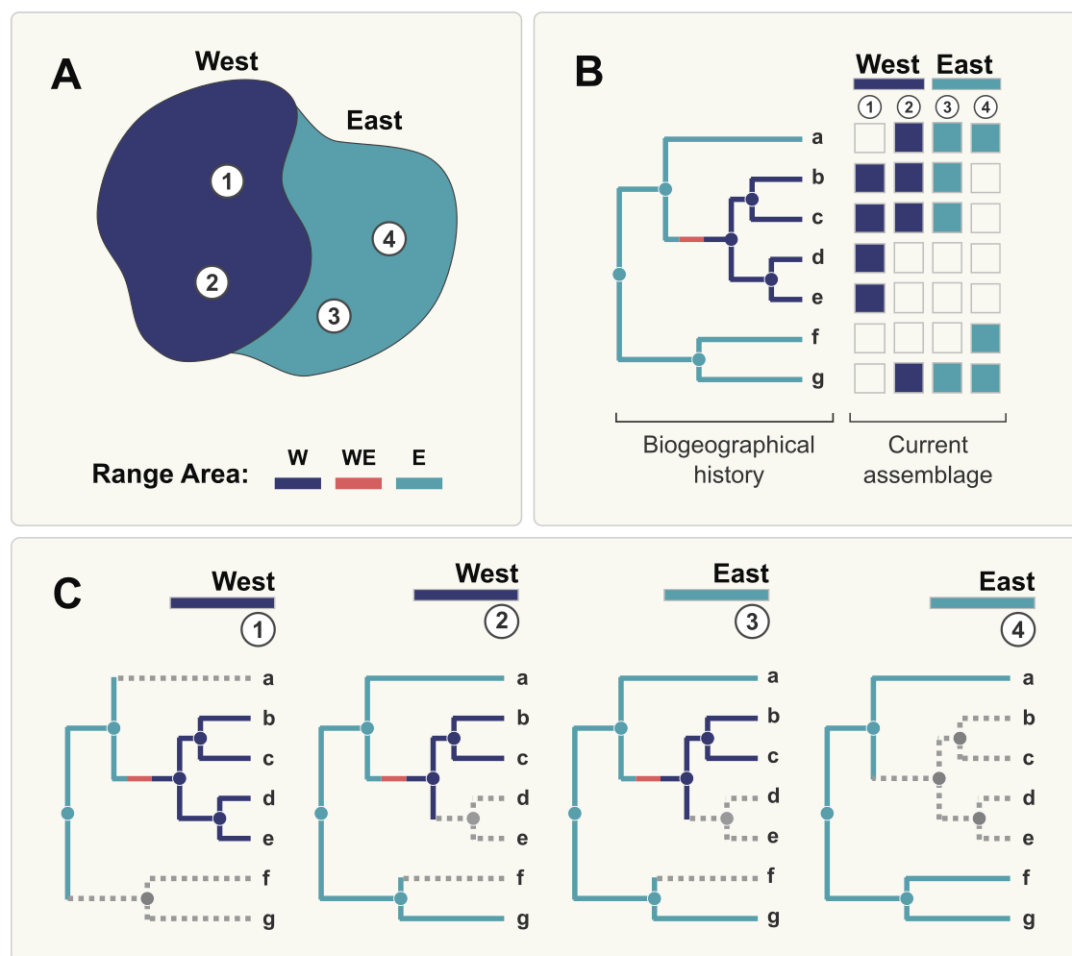 A
West
East
1
2
3
4
Range Area:
W
WE
E
B
West East
1 2 3 4
a
b
c
d
e
f
g
Biogeographical
history
Current
assemblage
C
West
1
a
b
c
d
e
f
g
West
2
a
b
c
d
e
f
g
East
3
a
b
c
d
e
f
g
East
4
a
b
c
d
e
f
g